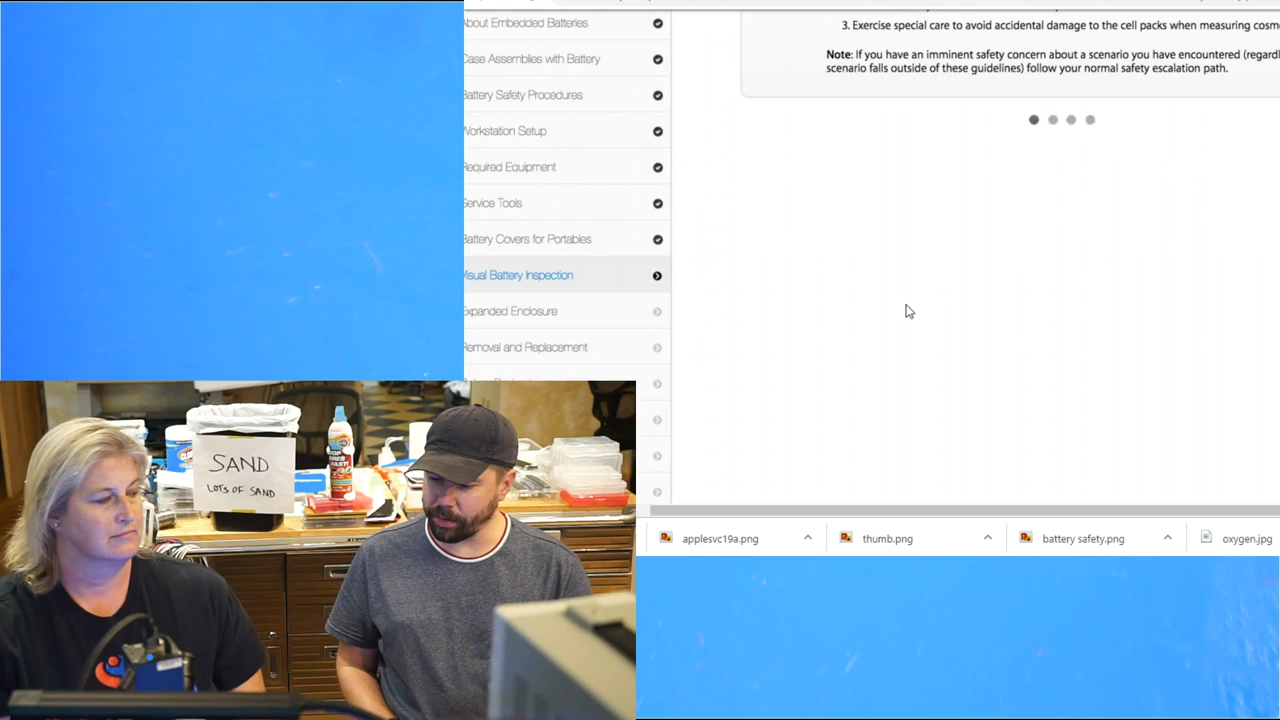 About Embedded Batteries
Case Assemblies with Battery
Battery Safety Procedures
Workstation Setup
Required Equipment
Service Tools
Battery Covers for Portables
Visual Battery Inspection
Expanded Enclosure
Removal and Replacement
3. Exercise special care to avoid accidental damage to the cell packs when measuring
Note: If you have an imminent safety concern about a scenario you have encountered
scenario falls outside of these guidelines) follow your normal safety escalation path.
SAND
LOTS OF SAND
STOP
FIRES
FAST!
applesvc19a.png
thumb.png
battery safety.png
oxygen.jpg